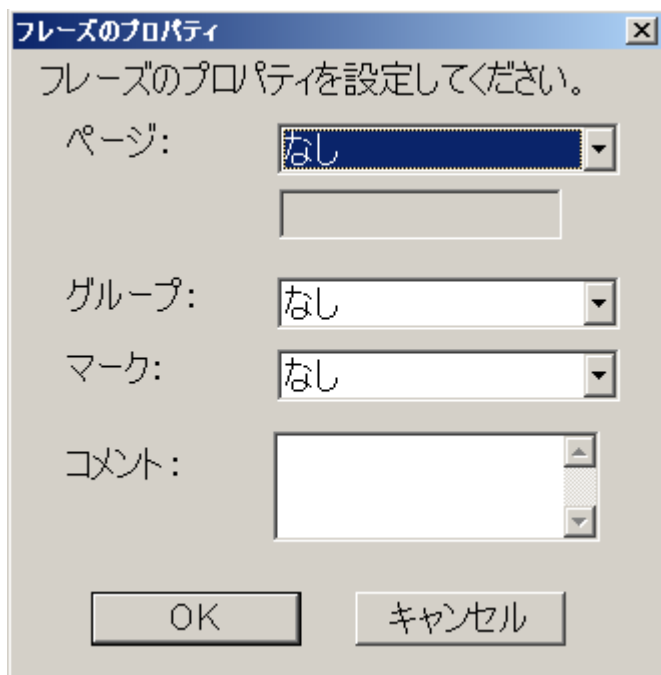 フレーズのプロパティ
フレーズのプロパティを設定してください。
ページ: なし
グループ: なし
マーク: なし
コメント:
OK キャンセル